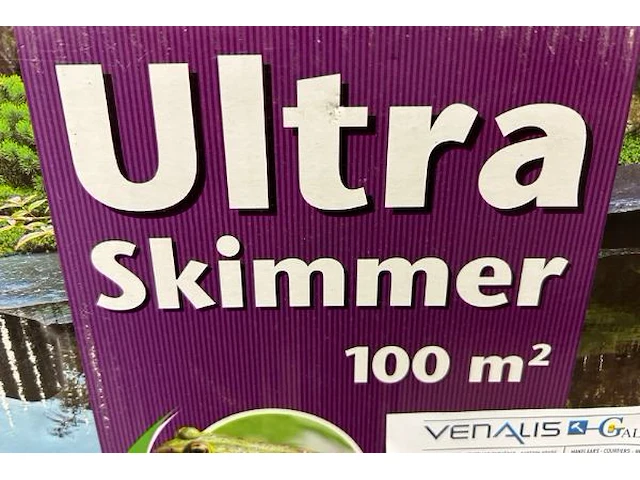 Ultra
Skimmer
100 m²
VENALIS